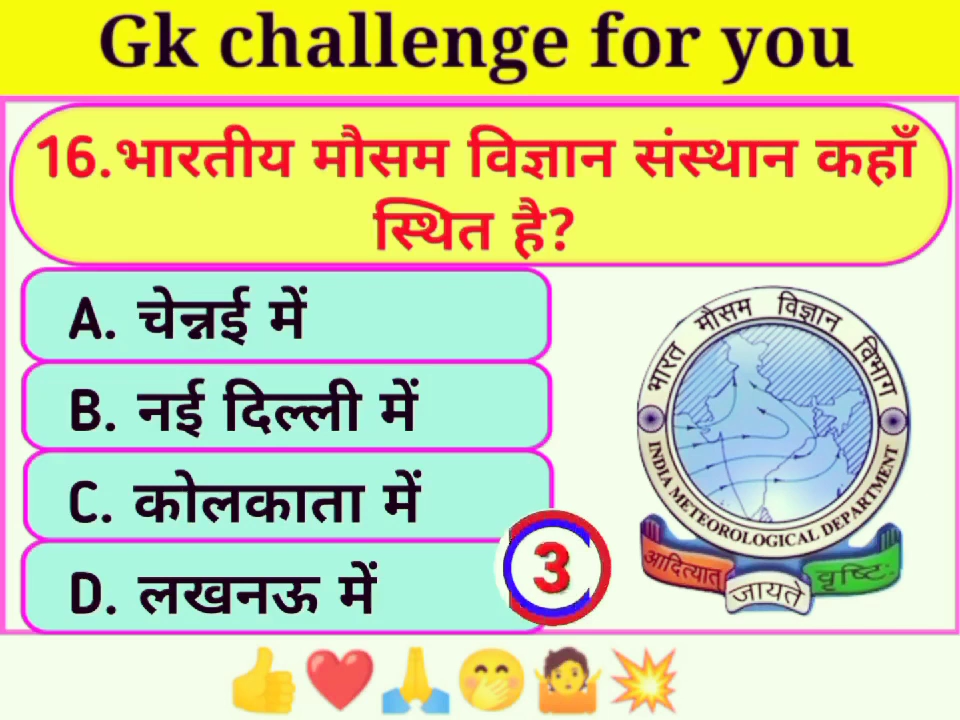 Gk challenge for you
16.भारतीय मौसम विज्ञान संस्थान कहाँ
स्थित है?
A. चेन्नई में
B. नई दिल्ली में
C. कोलकाता में
D. लखनऊ में
3
भारत मौसम विज्ञान विभाग
INDIA METEOROLOGICAL DEPARTMENT
आदित्यात्
जायते
वृष्टि: